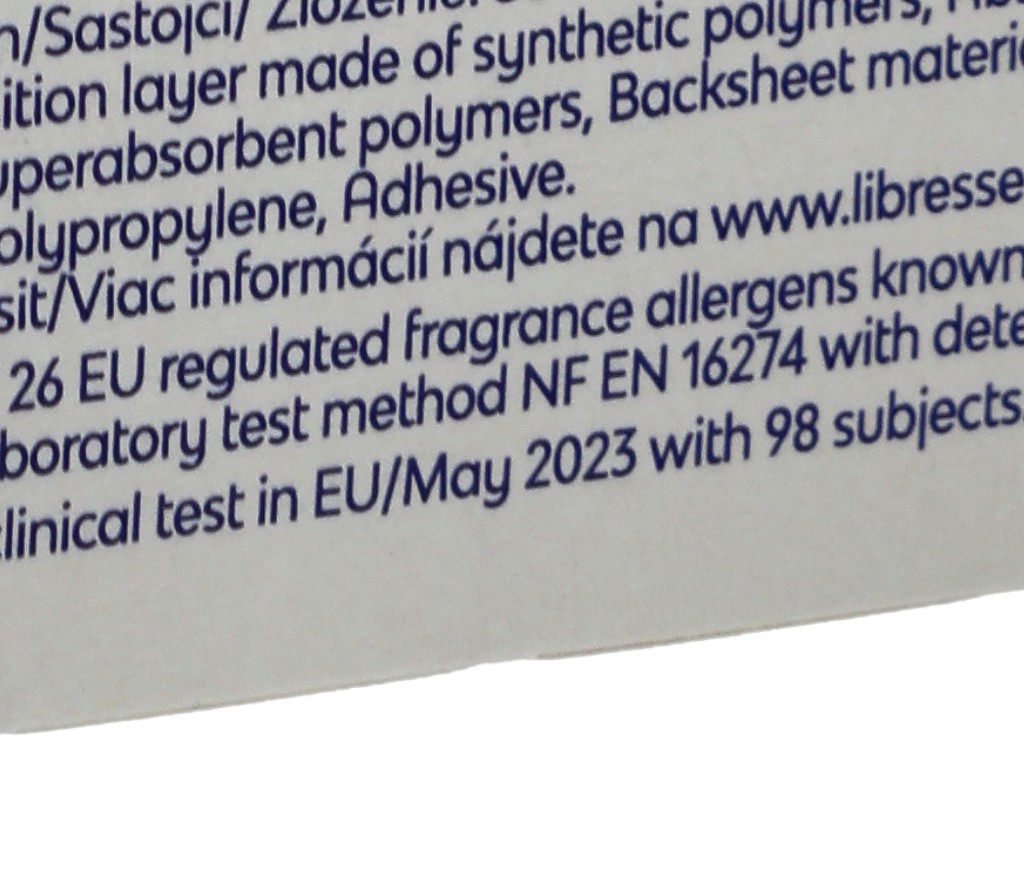 n/Sastojci/ Zloženie:
ition layer made of synthetic polymers,
uperabsorbent polymers, Backsheet materi
olypropylene, Adhesive.
sit/Viac informácií nájdete na www.libresse
26 EU regulated fragrance allergens known
boratory test method NF EN 16274 with dete
clinical test in EU/May 2023 with 98 subjects.